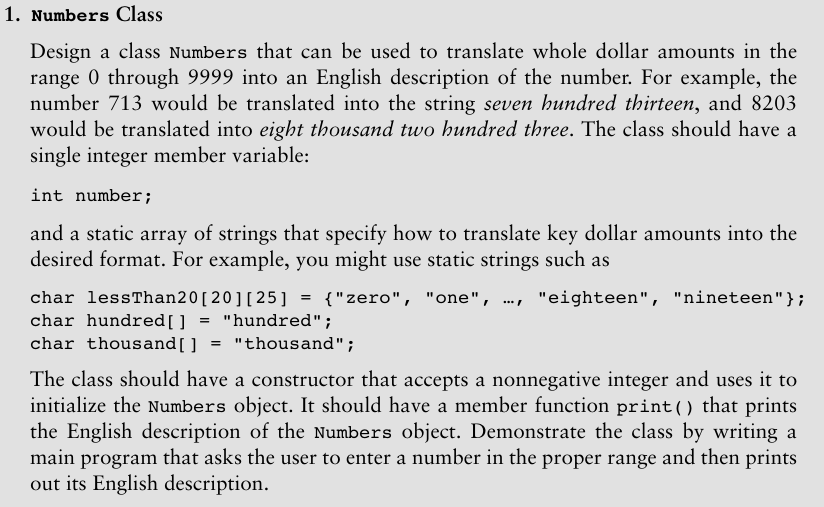 1. Numbers Class
Design a class Numbers that can be used to translate whole dollar amounts in the
range 0 through 9999 into an English description of the number. For example, the
number 713 would be translated into the string seven hundred thirteen, and 8203
would be translated into eight thousand two hundred three. The class should have a
single integer member variable:
int number;
and a static array of strings that specify how to translate key dollar amounts into the
desired format. For example, you might use static strings such as
char lessThan20[20][25] = {"zero", "one", …, "eighteen", "nineteen"};
char hundred[] = "hundred";
char thousand[] = "thousand";
The class should have a constructor that accepts a nonnegative integer and uses it to
initialize the Numbers object. It should have a member function print() that prints
the English description of the Numbers object. Demonstrate the class by writing a
main program that asks the user to enter a number in the proper range and then prints
out its English description.